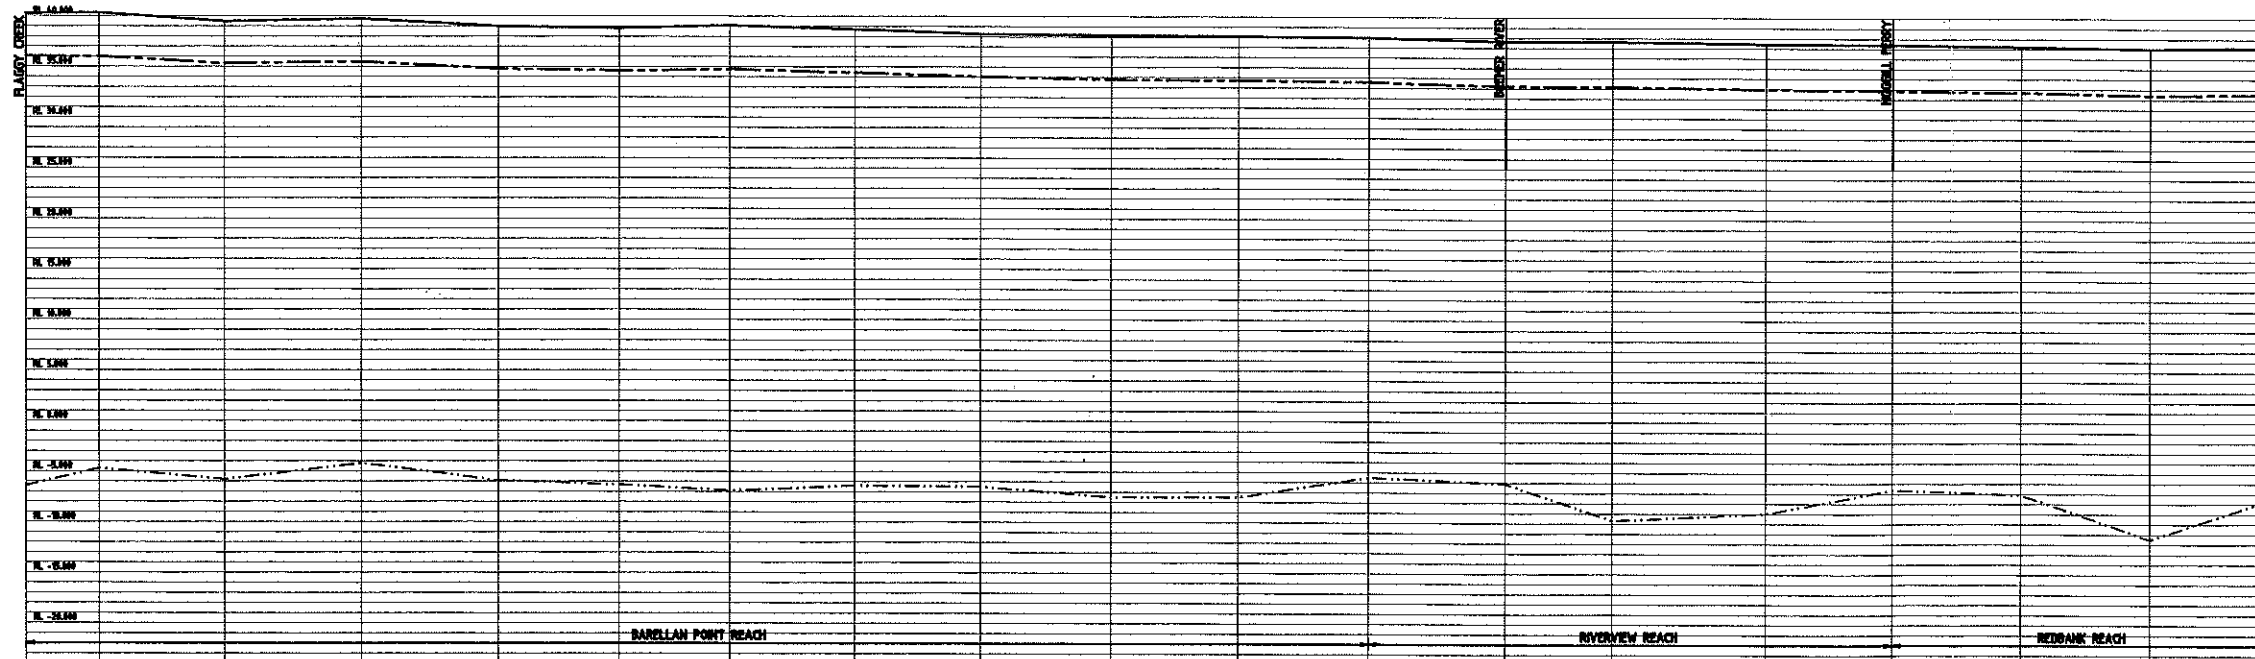 FLAGGY CREEK
BREMER RIVER
MOGGILL FERRY
RL 40.000
RL 35.000
RL 30.000
RL 25.000
RL 20.000
RL 15.000
RL 10.000
RL 5.000
RL 0.000
RL -5.000
RL -10.000
RL -15.000
RL -20.000
BARELLAN POINT REACH
RIVERVIEW REACH
REDBANK REACH